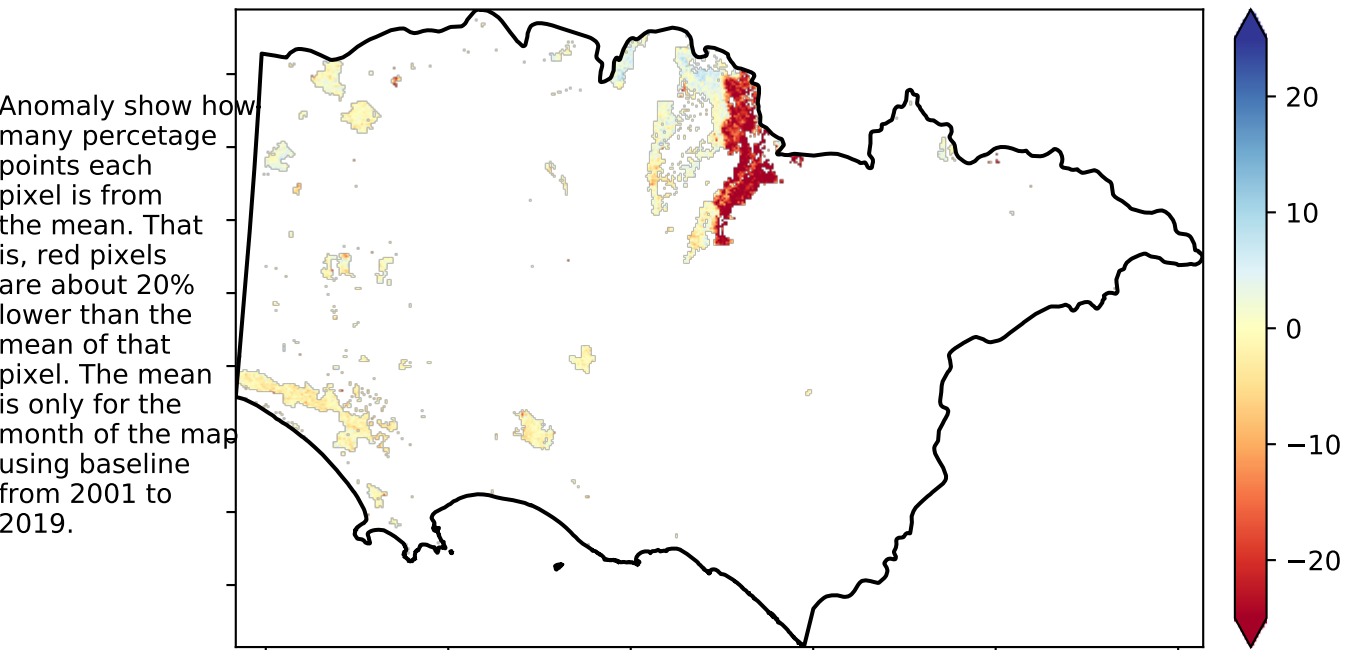 Anomaly show how
many percetage
points each
pixel is from
the mean. That
is, red pixels
are about 20%
lower than the
mean of that
pixel. The mean
is only for the
month of the map
using baseline
from 2001 to
2019.
20
10
0
−10
−20